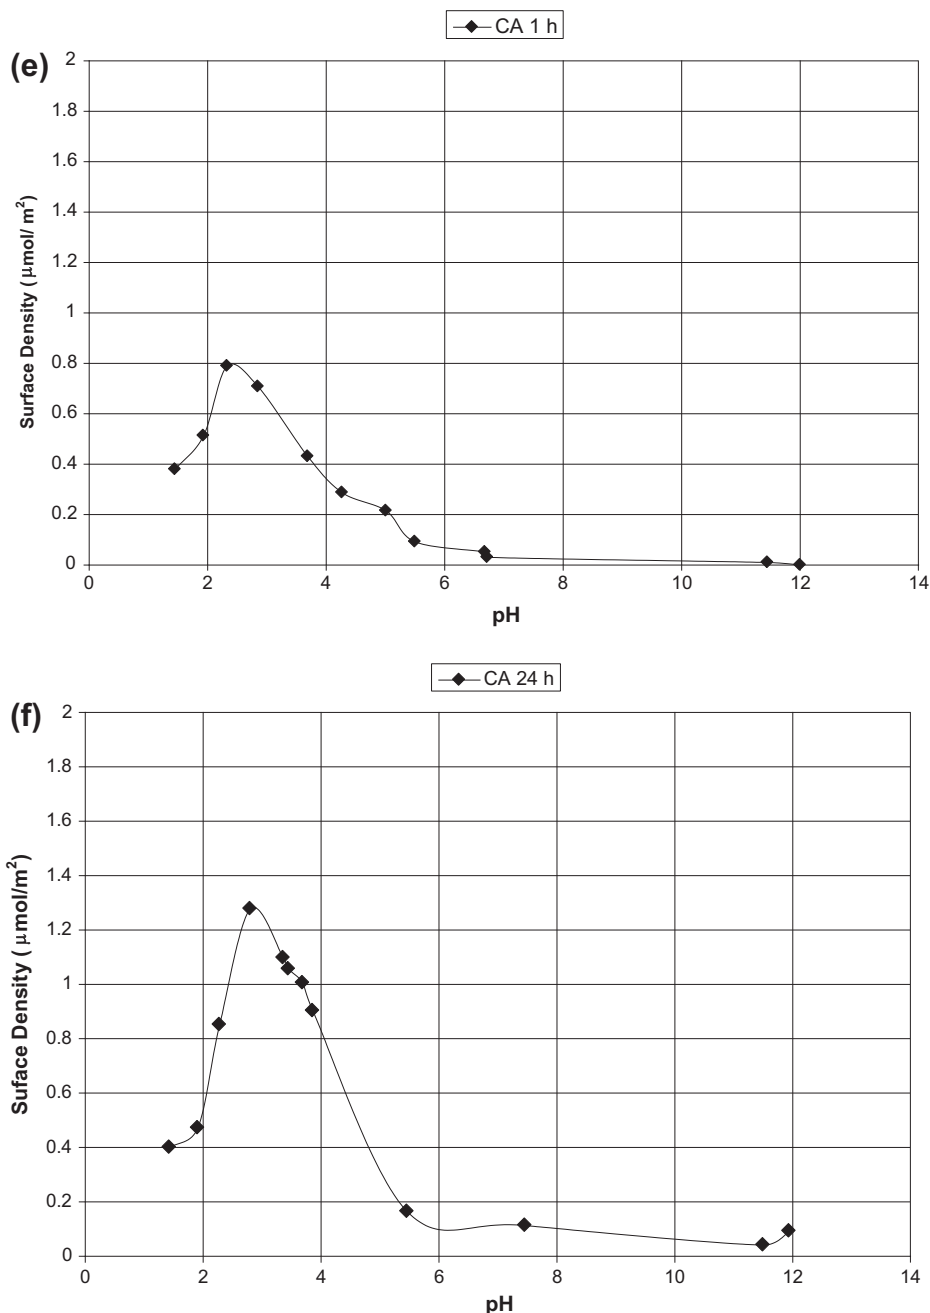 CA 1 h
(e)
2
1.8
1.6
1.4
1.2
1
0.8
0.6
0.4
0.2
0
Surface Density (μmol/ m²)
0 2 4 6 8 10 12 14
pH
CA 24 h
(f)
2
1.8
1.6
1.4
1.2
1
0.8
0.6
0.4
0.2
0
Suface Density ( μmol/m²)
0 2 4 6 8 10 12 14
pH